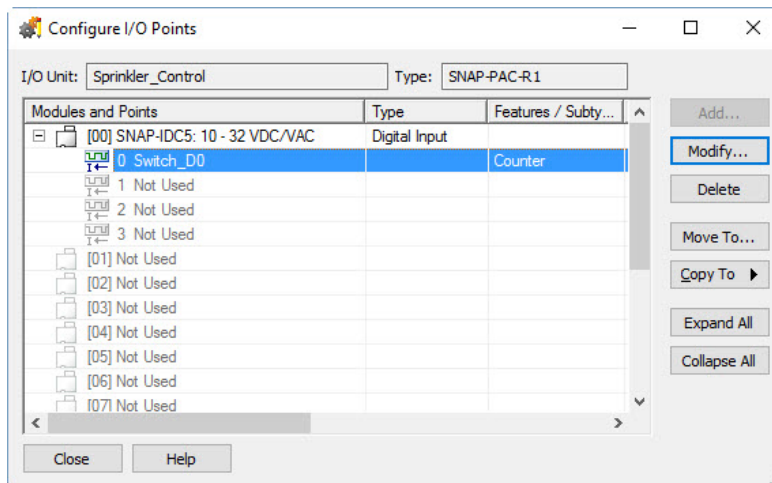 Configure I/O Points
I/O Unit: Sprinkler_Control Type: SNAP-PAC-R1
Modules and Points Type Features / Subty...
[00] SNAP-IDC5: 10 - 32 VDC/VAC Digital Input
0 Switch_D0 Counter
1 Not Used
2 Not Used
3 Not Used
[01] Not Used
[02] Not Used
[03] Not Used
[04] Not Used
[05] Not Used
[06] Not Used
[07] Not Used
Add...
Modify...
Delete
Move To...
Copy To
Expand All
Collapse All
Close Help